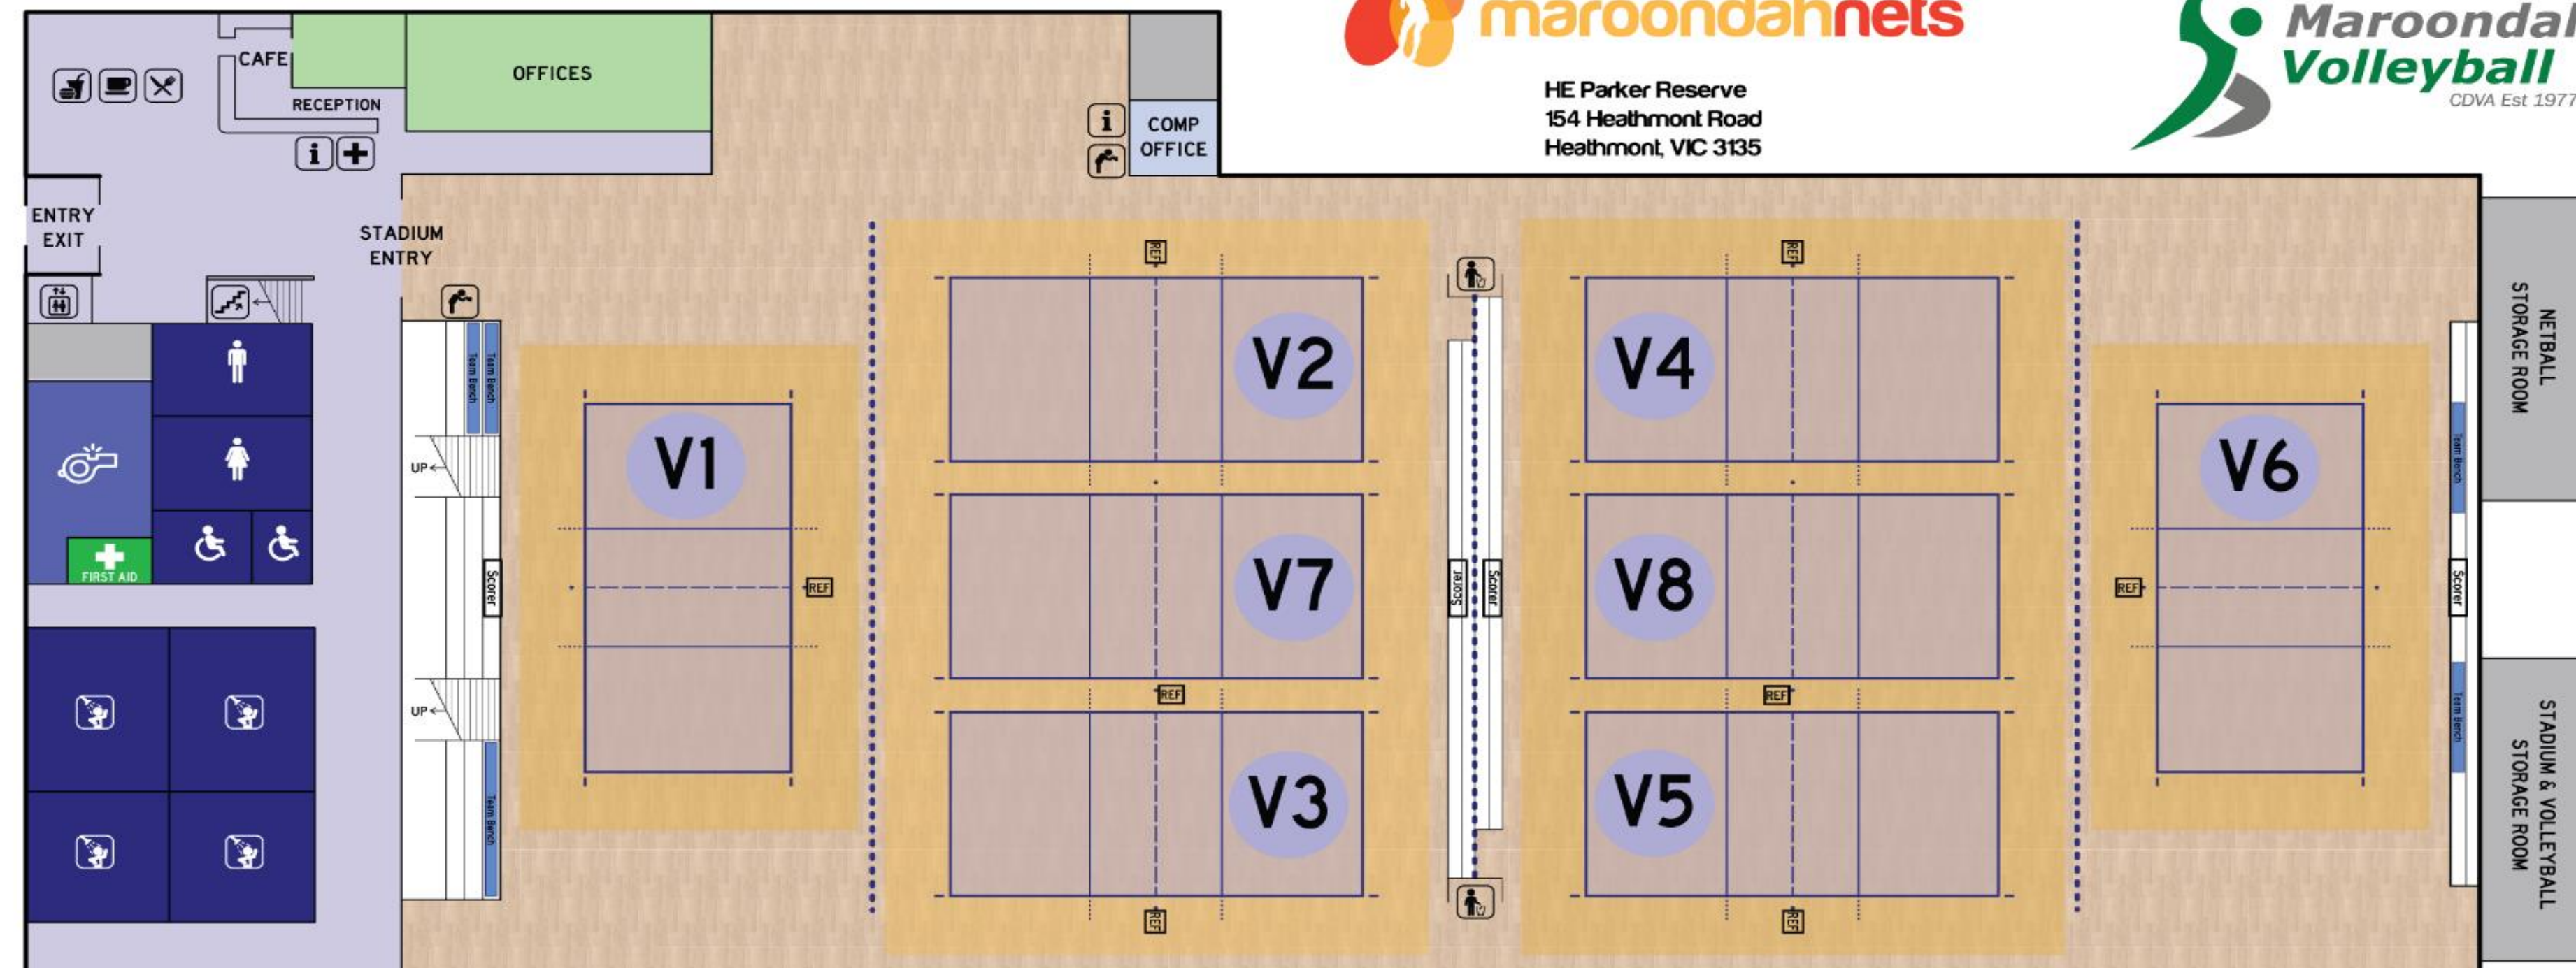 maroondahnets
HE Parker Reserve
154 Heathmont Road
Heathmont, VIC 3135
Maroondal
Volleyball
CDVA Est 1977
CAFE
RECEPTION
OFFICES
i
i
COMP
OFFICE
ENTRY
EXIT
STADIUM
ENTRY
Team Bench
Team Bench
UP
Scorer
UP
Team Bench
FIRST AID
V1
REF
REF
V2
V7
REF
V3
REF
Scorer
Scorer
REF
V4
V8
REF
V5
REF
V6
REF
Team Bench
Scorer
Team Bench
NETBALL
STORAGE ROOM
STADIUM & VOLLEYBALL
STORAGE ROOM